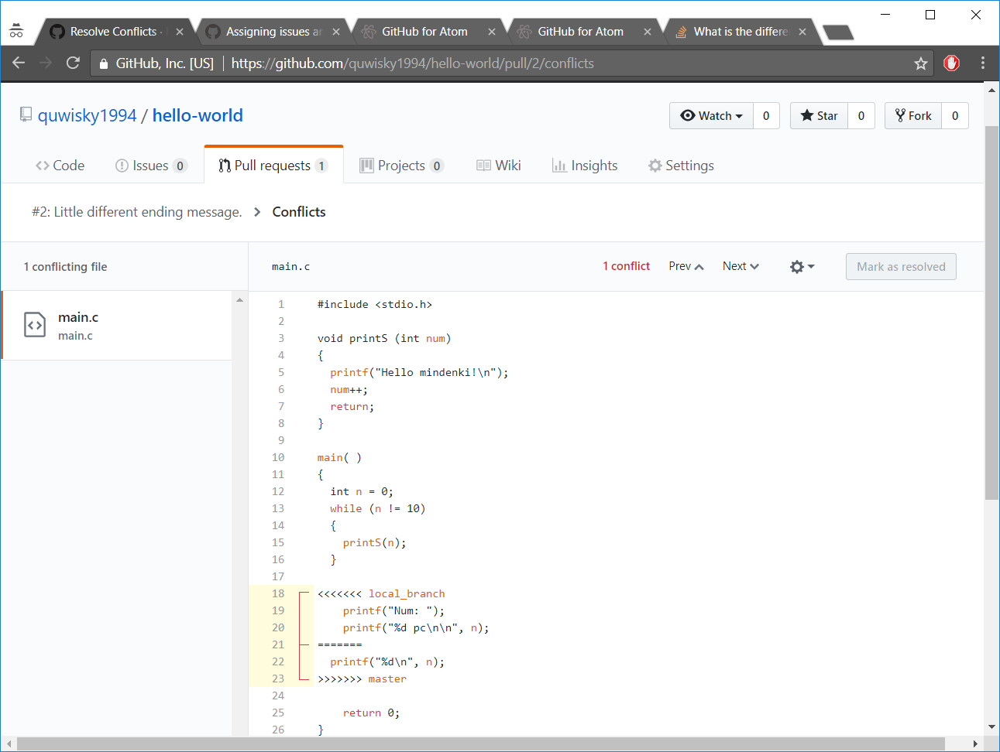 Resolve Conflicts ·
Assigning issues an
GitHub for Atom
GitHub for Atom
What is the differe
GitHub, Inc. [US] | https://github.com/quwisky1994/hello-world/pull/2/conflicts
quwisky1994 / hello-world
Watch 0
Star 0
Fork 0
Code
Issues 0
Pull requests 1
Projects 0
Wiki
Insights
Settings
#2: Little different ending message. > Conflicts
1 conflicting file
main.c
main.c
main.c
1 conflict
Prev
Next
Mark as resolved
1 #include <stdio.h>
2
3 void printS (int num)
4 {
5   printf("Hello mindenki!\n");
6   num++;
7   return;
8 }
9
10 main( )
11 {
12   int n = 0;
13   while (n != 10)
14   {
15     printS(n);
16   }
17
18 <<<<<<< local_branch
19     printf("Num: ");
20     printf("%d pc\n\n", n);
21 =======
22   printf("%d\n", n);
23 >>>>>>> master
24
25     return 0;
26 }